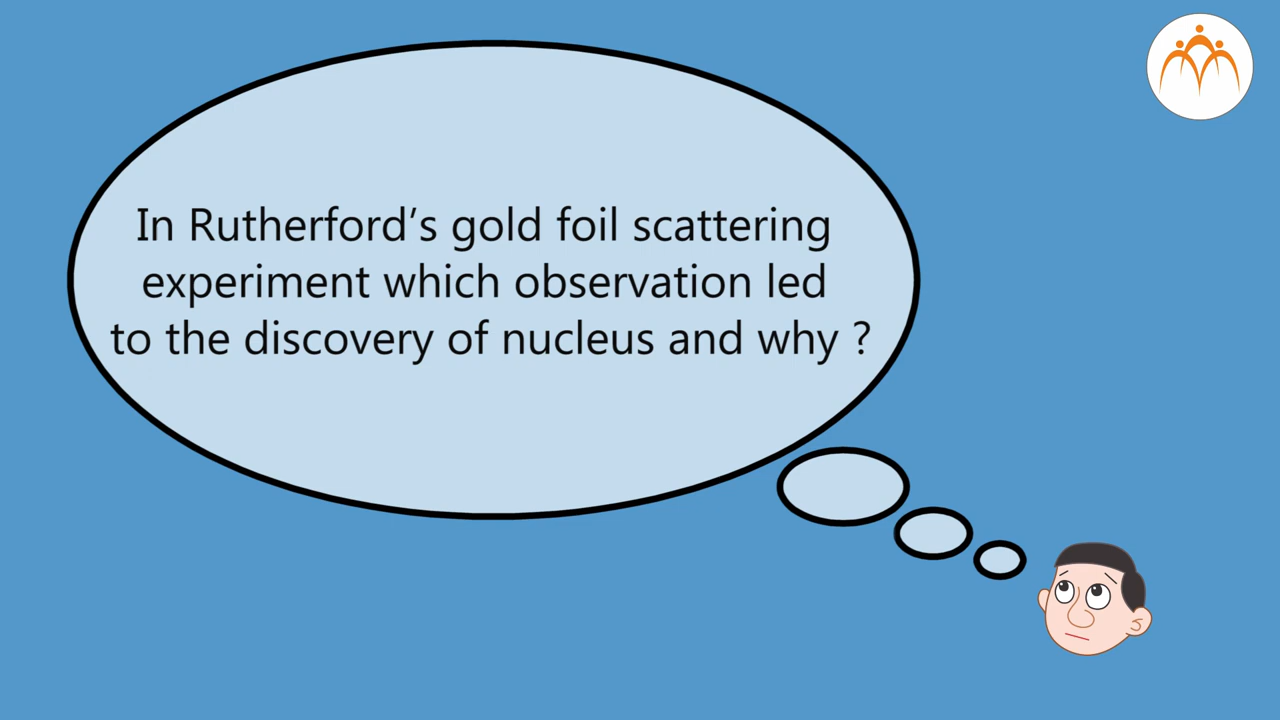 In Rutherford’s gold foil scattering
experiment which observation led
to the discovery of nucleus and why ?